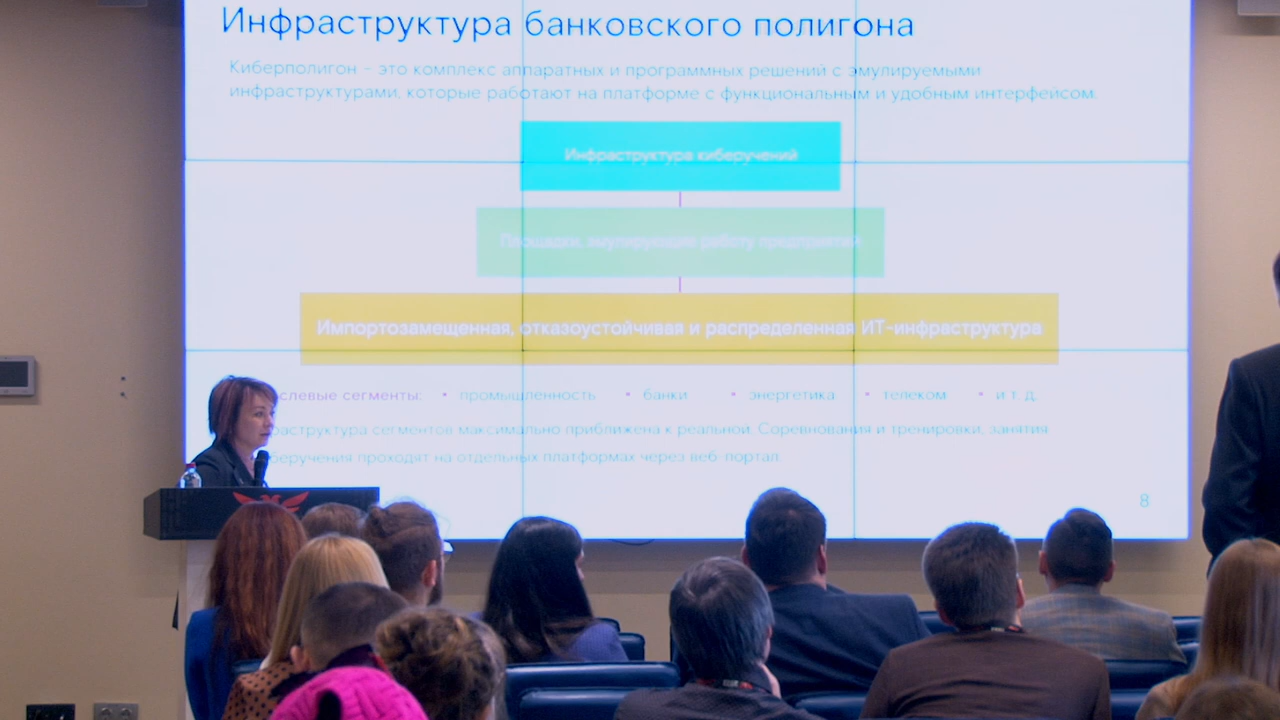 Инфраструктура банковского полигона
Киберполигон – это комплекс аппаратных и программных решений с эмулируемыми
инфраструктурами, которые работают на платформе с функциональным и удобным интерфейсом.
Инфраструктура киберучений
Площадки, эмулирующие работу предприятий
Импортозамещенная, отказоустойчивая и распределенная ИТ-инфраструктура
слевые сегменты: • промышленность • банки • энергетика • телеком • и т. д.
раструктура сегментов максимально приближена к реальной. Соревнования и тренировки, занятия
беручения проходят на отдельных платформах через веб-портал.
8